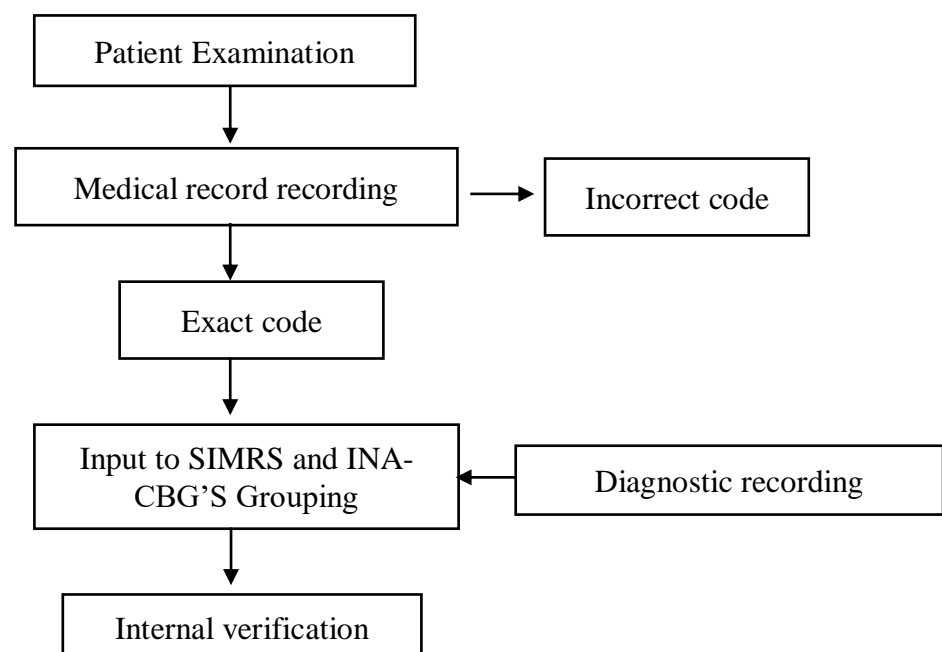 Patient Examination
Medical record recording
Incorrect code
Exact code
Input to SIMRS and INA-
CBG’S Grouping
Diagnostic recording
Internal verification